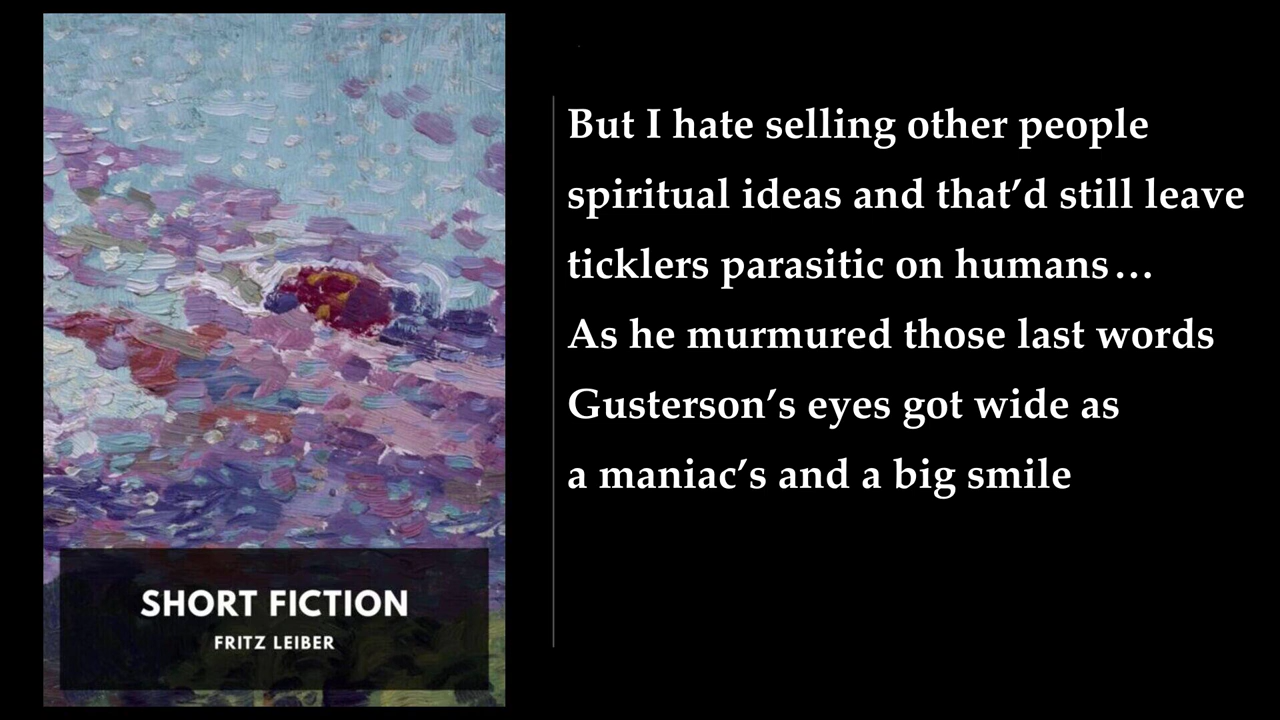 But I hate selling other people
spiritual ideas and that’d still leave
ticklers parasitic on humans…
As he murmured those last words
Gusterson’s eyes got wide as
a maniac’s and a big smile
SHORT FICTION
FRITZ LEIBER